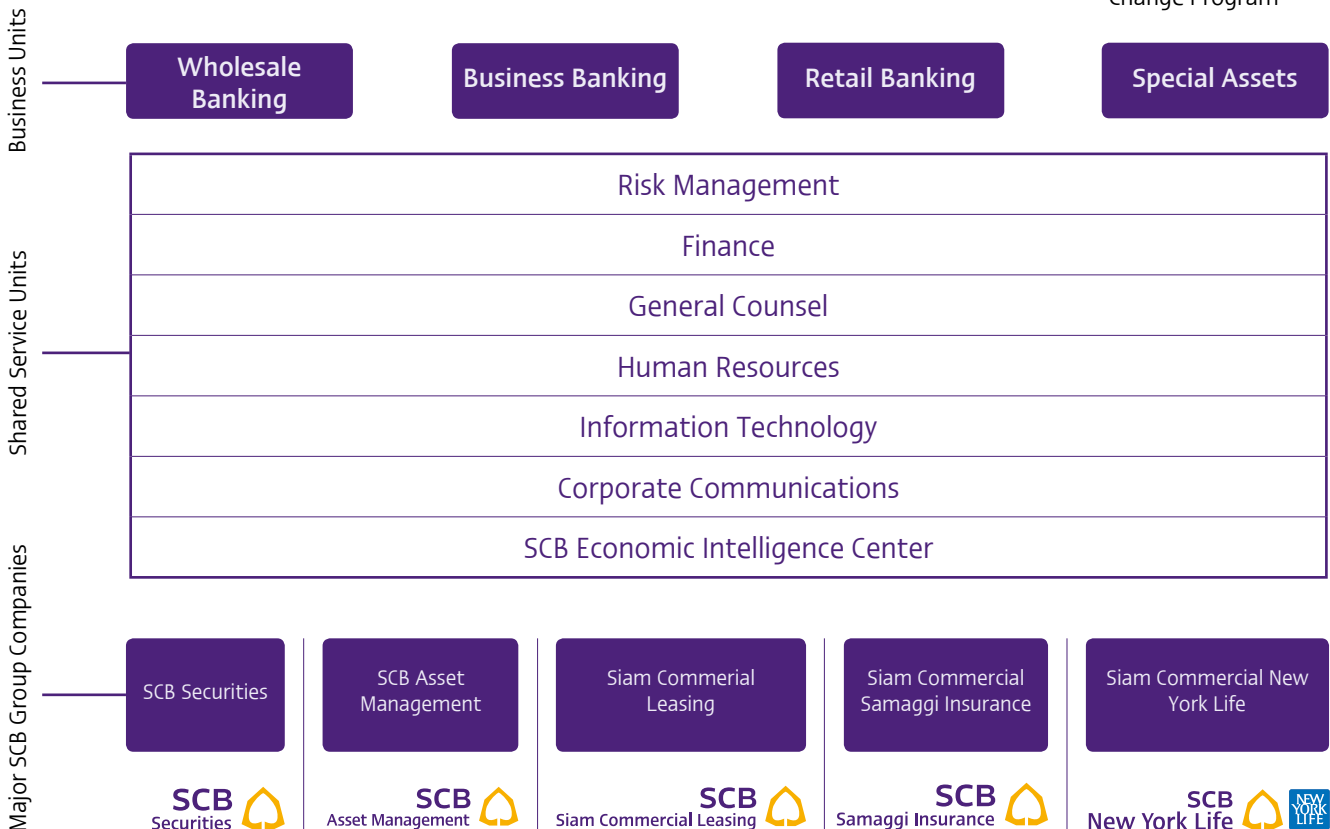 Change Program
Business Units
Wholesale
Banking
Business Banking
Retail Banking
Special Assets
Shared Service Units
Risk Management
Finance
General Counsel
Human Resources
Information Technology
Corporate Communications
SCB Economic Intelligence Center
Major SCB Group Companies
SCB Securities
SCB Asset
Management
Siam Commerial
Leasing
Siam Commercial
Samaggi Insurance
Siam Commercial New
York Life
SCB
Securities
SCB
Asset Management
SCB
Siam Commercial Leasing
SCB
Samaggi Insurance
SCB
New York Life
NEW
YORK
LIFE